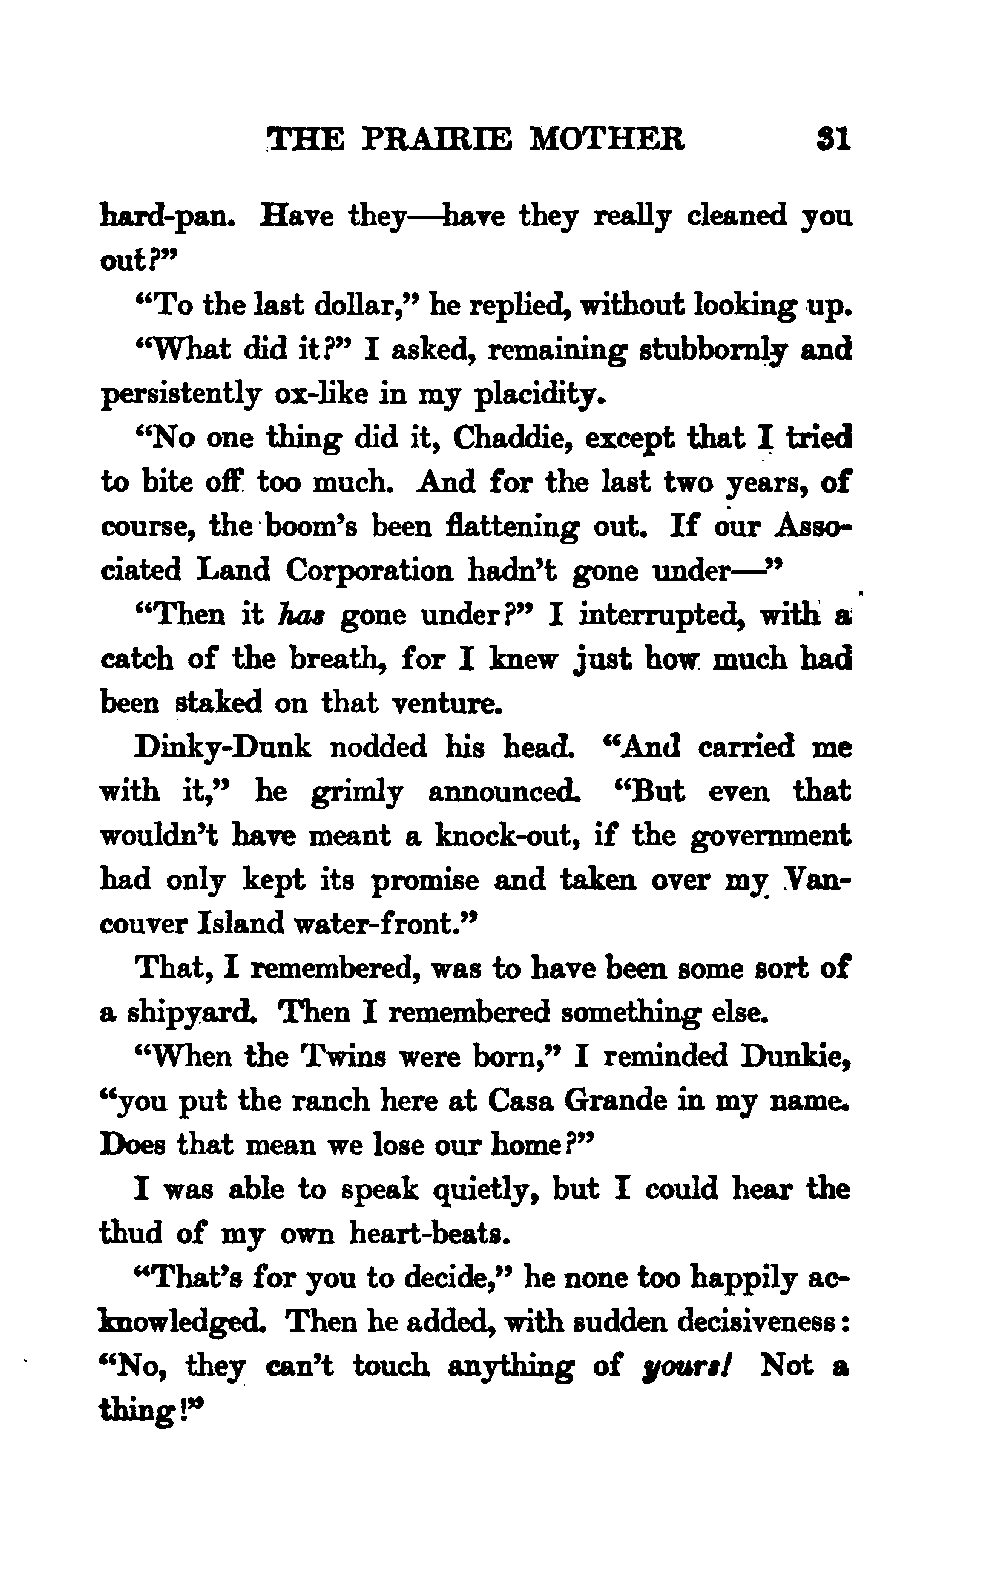 THE PRAIRIE MOTHER 31
hard-pan. Have they—have they really cleaned you
out?”
“To the last dollar,” he replied, without looking up.
“What did it?” I asked, remaining stubbornly and
persistently ox-like in my placidity.
“No one thing did it, Chaddie, except that I tried
to bite off too much. And for the last two years, of
course, the boom’s been flattening out. If our Asso-
ciated Land Corporation hadn’t gone under—”
“Then it has gone under?” I interrupted, with a
catch of the breath, for I knew just how much had
been staked on that venture.
Dinky-Dunk nodded his head. “And carried me
with it,” he grimly announced. “But even that
wouldn’t have meant a knock-out, if the government
had only kept its promise and taken over my Van-
couver Island water-front.”
That, I remembered, was to have been some sort of
a shipyard. Then I remembered something else.
“When the Twins were born,” I reminded Dunkie,
“you put the ranch here at Casa Grande in my name.
Does that mean we lose our home?”
I was able to speak quietly, but I could hear the
thud of my own heart-beats.
“That’s for you to decide,” he none too happily ac-
knowledged. Then he added, with sudden decisiveness:
“No, they can’t touch anything of yours! Not a
thing!”